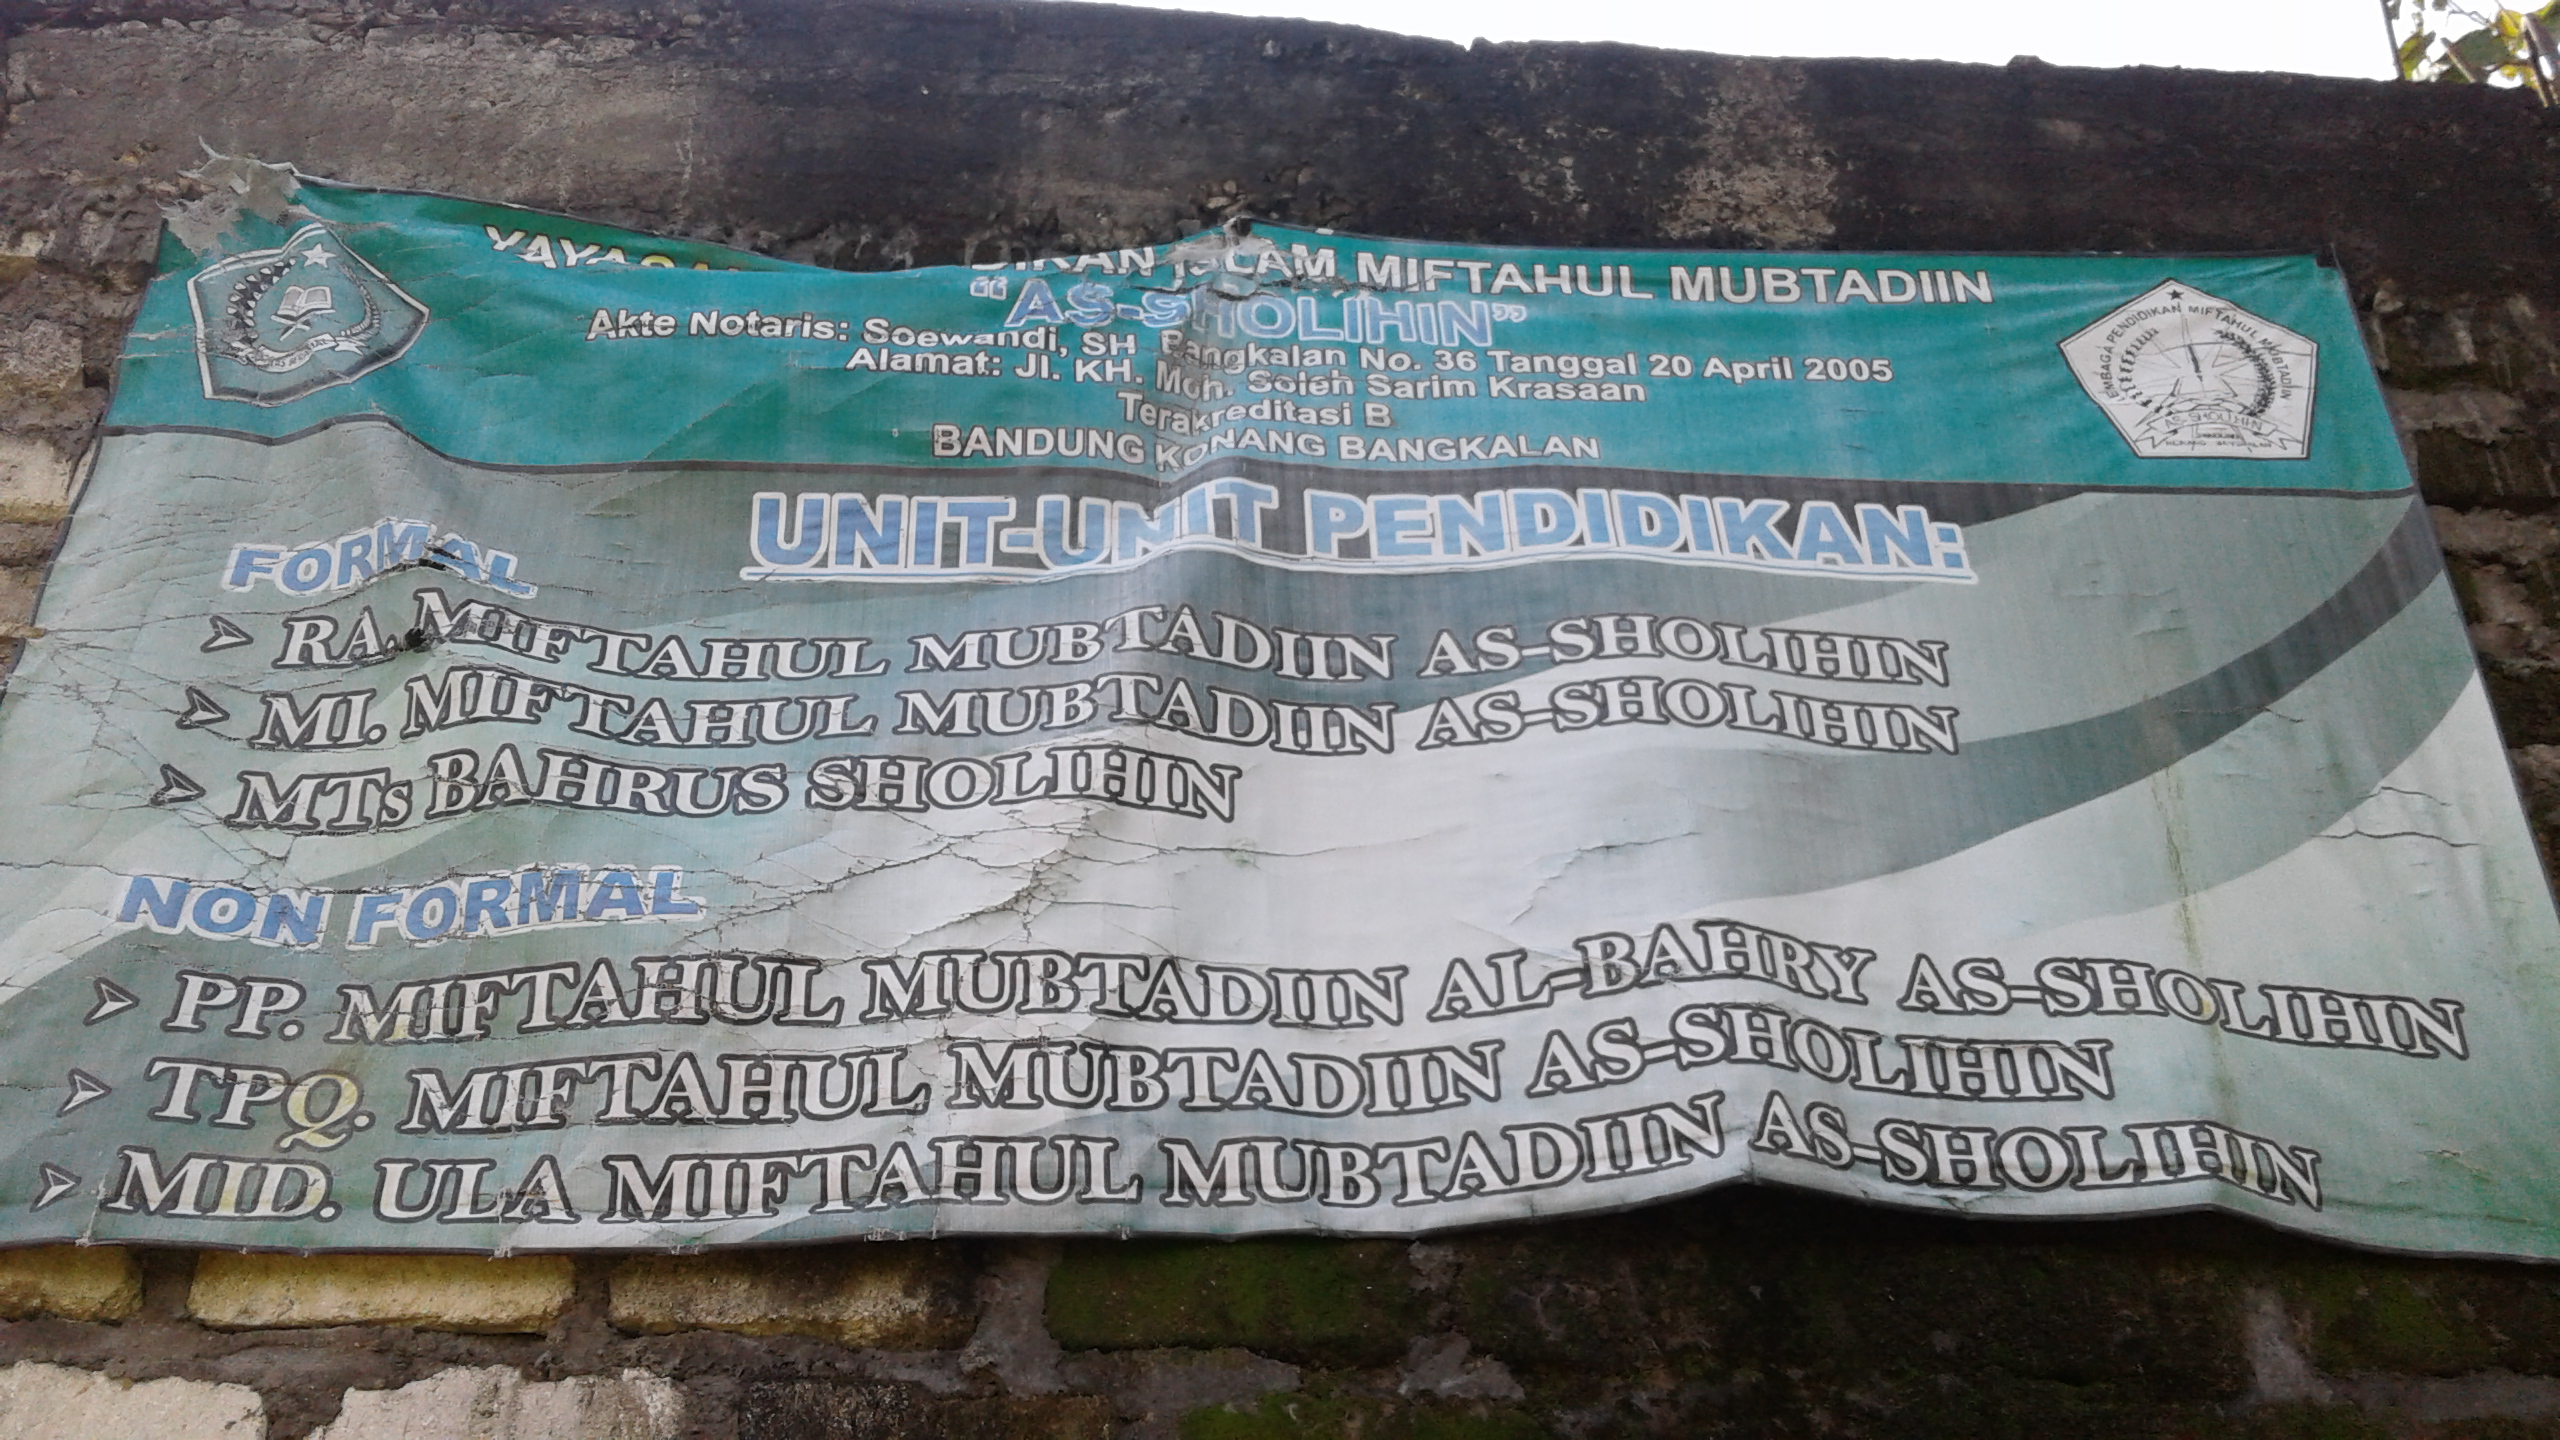 DIKAN ISLAM MIFTAHUL MUBTADIIN
"AS-SHOLIHIN"
Akte Notaris: Soewandi, SH Bangkalan No. 36 Tanggal 20 April 2005
Alamat: Jl. KH. Moh. Soleh Sarim Krasaan
Terakreditasi B
BANDUNG KONANG BANGKALAN
LEMBAGA PENDIDIKAN MIFTAHUL MUBTADIIN
AS-SHOLIHIN
UNIT-UNIT PENDIDIKAN:
FORMAL
RA. MIFTAHUL MUBTADIIN AS-SHOLIHIN
MI. MIFTAHUL MUBTADIIN AS-SHOLIHIN
MTs BAHRUS SHOLIHIN
NON FORMAL
PP. MIFTAHUL MUBTADIIN AL-BAHRY AS-SHOLIHIN
TPQ. MIFTAHUL MUBTADIIN AS-SHOLIHIN
MID. ULA MIFTAHUL MUBTADIIN AS-SHOLIHIN